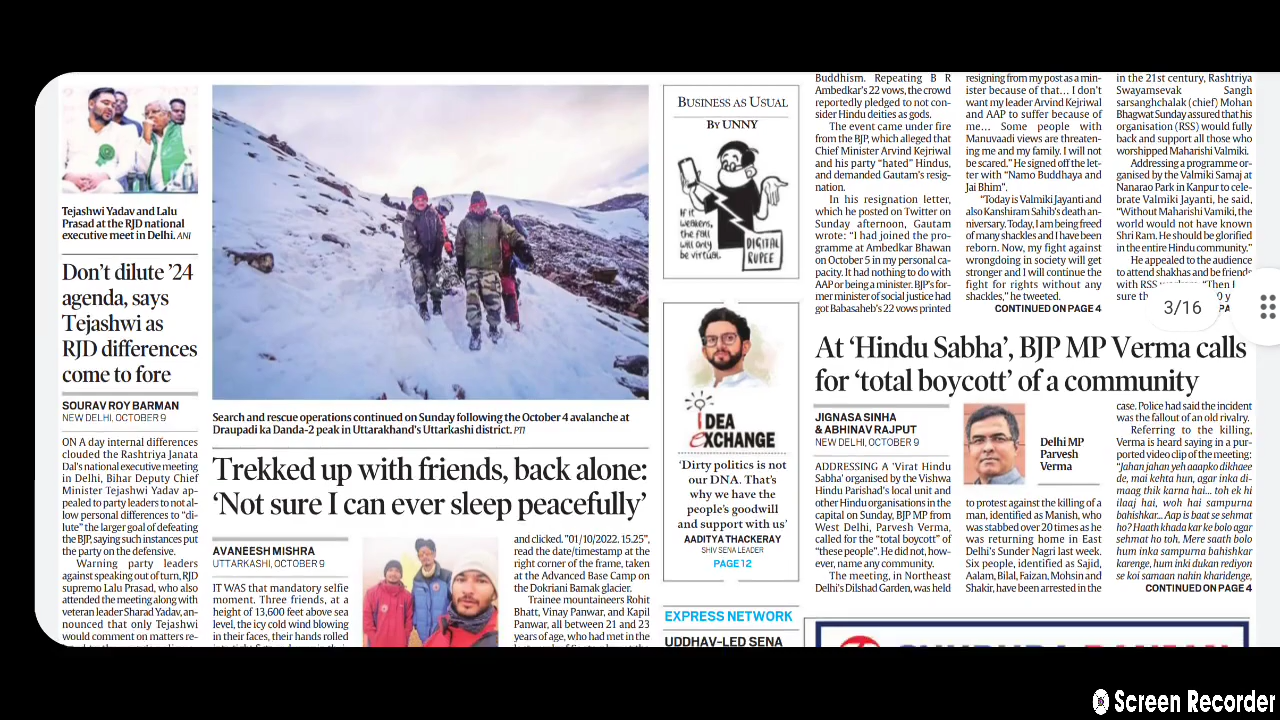 Tejashwi Yadav and Lalu
Prasad at the RJD national
executive meet in Delhi. ANI
Don't dilute '24
agenda, says
Tejashwi as
RJD differences
come to fore
SOURAV ROY BARMAN
NEW DELHI, OCTOBER 9
ON A day internal differences
clouded the Rashtriya Janata
Dal's national executive meeting
in Delhi, Bihar Deputy Chief
Minister Tejashwi Yadav ap-
pealed to party leaders to not al-
low personal differences to "di-
lute" the larger goal of defeating
the BJP, saying such instances put
the party on the defensive.
Warning party leaders
against speaking out of turn, RJD
supremo Lalu Prasad, who also
attended the meeting along with
veteran leader Sharad Yadav, an-
nounced that only Tejashwi
would comment on matters re-
Search and rescue operations continued on Sunday following the October 4 avalanche at
Draupadi ka Danda-2 peak in Uttarakhand's Uttarkashi district. PTI
'Trekked up with friends, back alone:
'Not sure I can ever sleep peacefully'
AVANEESH MISHRA
UTTARKASHI, OCTOBER 9
IT WAS that mandatory selfie
moment. Three friends, at a
height of 13,600 feet above sea
level, the icy cold wind blowing
in their faces, their hands rolled
and clicked. "01/10/2022, 15.25",
read the date/timestamp at the
right corner of the frame, taken
at the Advanced Base Camp on
the Dokriani Bamak glacier.
Trainee mountaineers Rohit
Bhatt, Vinay Panwar, and Kapil
Panwar, all between 21 and 23
years of age, who had met in the
BUSINESS AS USUAL
BY UNNY
If it
weakens,
the fall
will only
be virtual.
DIGITAL
RUPEE
iDEA
eXCHANGE
'Dirty politics is not
our DNA. That's
why we have the
people's goodwill
and support with us'
AADITYA THACKERAY
SHIV SENA LEADER
PAGE 12
EXPRESS NETWORK
UDDHAV-LED SENA
Buddhism. Repeating B R
Ambedkar's 22 vows, the crowd
reportedly pledged to not con-
sider Hindu deities as gods.
The event came under fire
from the BJP, which alleged that
Chief Minister Arvind Kejriwal
and his party "hated" Hindus,
and demanded Gautam's resig-
nation.
In his resignation letter,
which he posted on Twitter on
Sunday afternoon, Gautam
wrote: "I had joined the pro-
gramme at Ambedkar Bhawan
on October 5 in my personal ca-
pacity. It had nothing to do with
AAP or being a minister. BJP's for-
mer minister of social justice had
got Babasaheb's 22 vows printed
resigning from my post as a min-
ister because of that... I don't
want my leader Arvind Kejriwal
and AAP to suffer because of
me... Some people with
Manuvaadi views are threaten-
ing me and my family. I will not
be scared." He signed off the let-
ter with "Namo Buddhaya and
Jai Bhim".
"Today is Valmiki Jayanti and
also Kanshiram Sahib's death an-
niversary. Today, I am being freed
of many shackles and I have been
reborn. Now, my fight against
wrongdoing in society will get
stronger and I will continue the
fight for rights without any
shackles," he tweeted.
CONTINUED ON PAGE 4
in the 21st century, Rashtriya
Swayamsevak Sangh
sarsanghchalak (chief) Mohan
Bhagwat Sunday assured that his
organisation (RSS) would fully
back and support all those who
worshipped Maharishi Valmiki.
Addressing a programme or-
ganised by the Valmiki Samaj at
Nanarao Park in Kanpur to cele-
brate Valmiki Jayanti, he said,
"Without Maharishi Vamiki, the
world would not have known
Shri Ram. He should be glorified
in the entire Hindu community."
He appealed to the audience
to attend shakhas and be friends
with RSS "Then I
sure th
3/16
At 'Hindu Sabha', BJP MP Verma calls
for 'total boycott' of a community
JIGNASA SINHA
& ABHINAV RAJPUT
NEW DELHI, OCTOBER 9
ADDRESSING A 'Virat Hindu
Sabha' organised by the Vishwa
Hindu Parishad's local unit and
other Hindu organisations in the
capital on Sunday, BJP MP from
West Delhi, Parvesh Verma,
called for the "total boycott" of
"these people". He did not, how-
ever, name any community.
The meeting, in Northeast
Delhi's Dilshad Garden, was held
Delhi MP
Parvesh
Verma
to protest against the killing of a
man, identified as Manish, who
was stabbed over 20 times as he
was returning home in East
Delhi's Sunder Nagri last week.
Six people, identified as Sajid,
Aalam, Bilal, Faizan, Mohsin and
Shakir, have been arrested in the
case. Police had said the incident
was the fallout of an old rivalry.
Referring to the killing,
Verma is heard saying in a pur-
ported video clip of the meeting:
"Jahan jahan yeh aapko dikhaee
de, mai kehta hun, agar inka di-
maag thik karna hai... toh ek hi
ilaaj hai, woh hai sampurna
bahishkar... Aap is baat se sehmat
ho? Haath khada kar ke bolo agar
sehmat ho toh. Mere saath bolo
hum inka sampurna bahishkar
karenge, hum inki dukan rediyon
se koi samaan nahin kharidenge,
CONTINUED ON PAGE 4
Screen Recorder